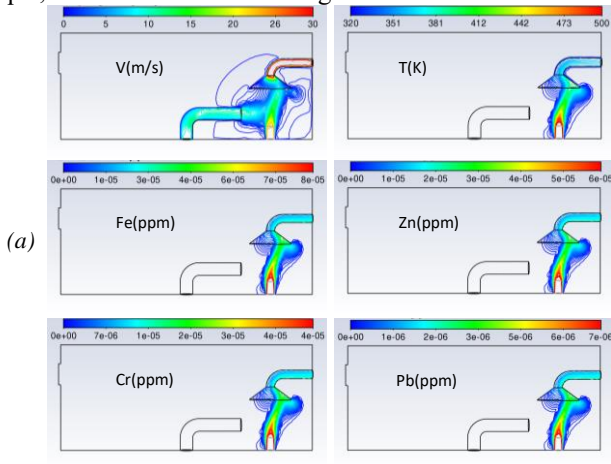 0 5 10 15 20 26 30
V(m/s)
320 351 381 412 442 473 500
T(K)
0e+00 1e-05 2e-05 4e-05 6e-05 7e-05 8e-05
Fe(ppm)
0e+00 1e-05 2e-05 3e-05 4e-05 5e-05 6e-05
Zn(ppm)
(a)
0e+00 7e-06 1e-05 2e-05 3e-05 4e-05 4e-05
Cr(ppm)
0e+00 1e-06 2e-06 3e-06 5e-06 6e-06 7e-06
Pb(ppm)